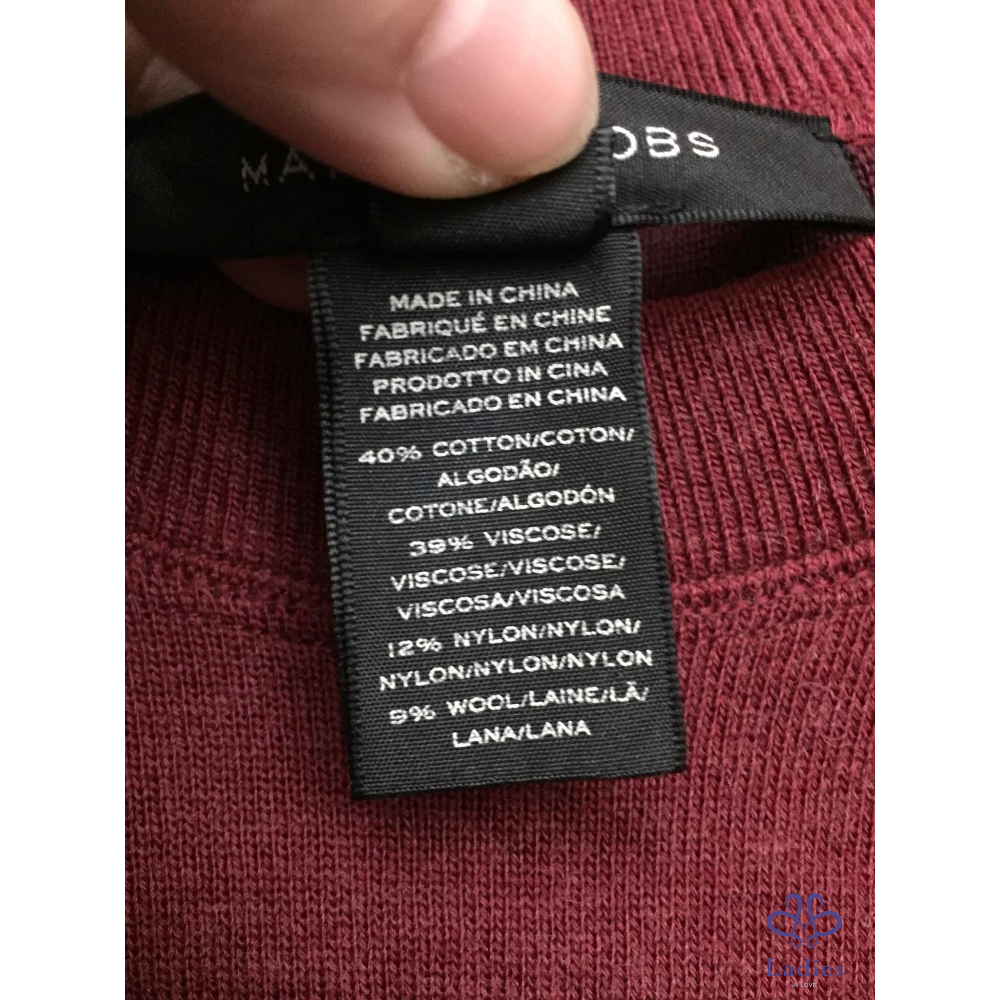 MADE IN CHINA
FABRIQUÉ EN CHINE
FABRICADO EM CHINA
PRODOTTO IN CINA
FABRICADO EN CHINA
40% COTTON/COTON/
ALGODÃO/
COTONE/ALGODÓN
39% VISCOSE/
VISCOSE/VISCOSE/
VISCOSA/VISCOSA
12% NYLON/NYLON/
NYLON/NYLON/NYLON
9% WOOL/LAINE/LÃ/
LANA/LANA
Ladies
IN LOVE